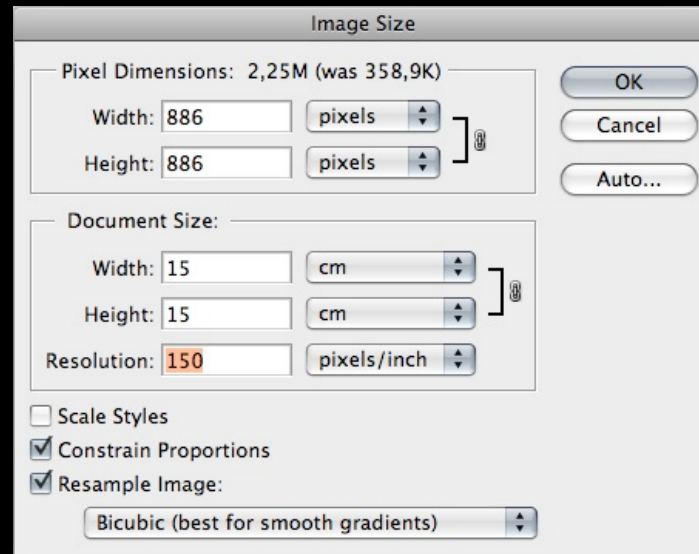 Image Size
Pixel Dimensions: 2,25M (was 358,9K)
Width: 886 pixels
Height: 886 pixels
OK
Cancel
Auto...
Document Size:
Width: 15 cm
Height: 15 cm
Resolution: 150 pixels/inch
Scale Styles
Constrain Proportions
Resample Image:
Bicubic (best for smooth gradients)